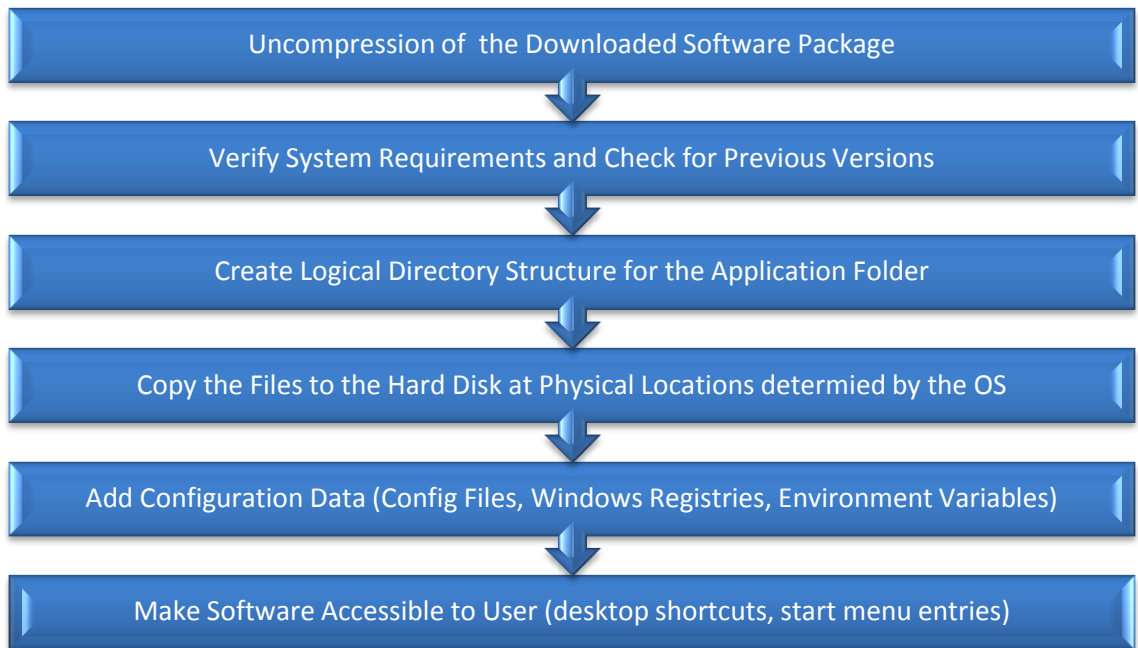 Uncompression of the Downloaded Software Package
Verify System Requirements and Check for Previous Versions
Create Logical Directory Structure for the Application Folder
Copy the Files to the Hard Disk at Physical Locations determied by the OS
Add Configuration Data (Config Files, Windows Registries, Environment Variables)
Make Software Accessible to User (desktop shortcuts, start menu entries)